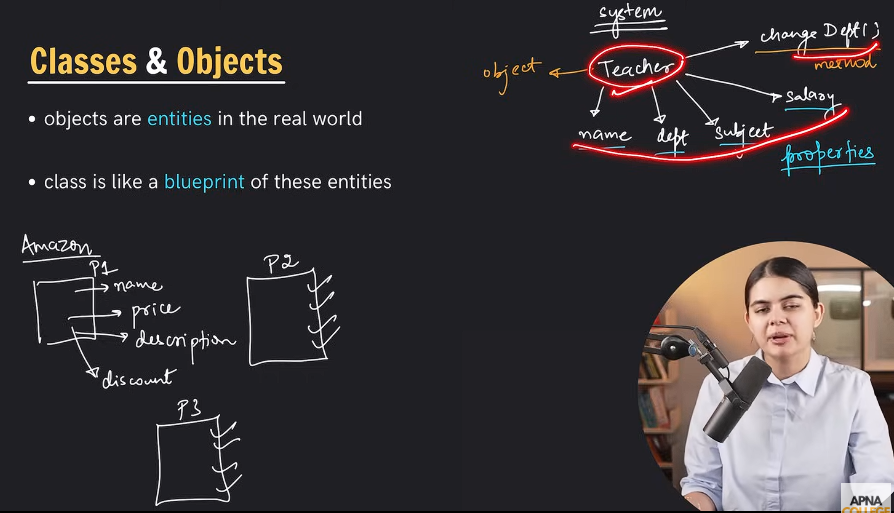 Classes & Objects
• objects are entities in the real world
• class is like a blueprint of these entities
system
Teacher
object
change Dept()
method
salary
name
dept
subject
properties
Amazon
P1
name
price
description
discount
P2
P3
APNA
COLLEGE